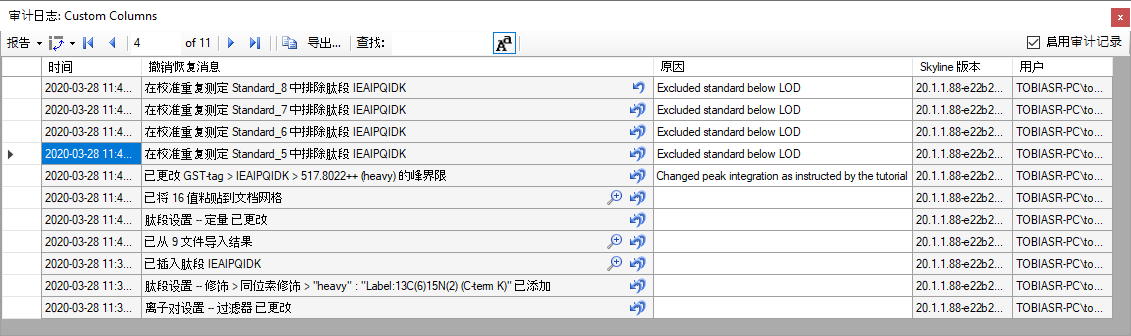 审计日志: Custom Columns
x
报告 4 of 11 导出... 查找: Aa 启用审计记录
时间 撤销恢复消息 原因 Skyline 版本 用户
2020-03-28 11:4... 在校准重复测定 Standard_8 中排除肽段 IEAIPQIDK Excluded standard below LOD 20.1.1.88-e22b2... TOBIASR-PC\to...
2020-03-28 11:4... 在校准重复测定 Standard_7 中排除肽段 IEAIPQIDK Excluded standard below LOD 20.1.1.88-e22b2... TOBIASR-PC\to...
2020-03-28 11:4... 在校准重复测定 Standard_6 中排除肽段 IEAIPQIDK Excluded standard below LOD 20.1.1.88-e22b2... TOBIASR-PC\to...
2020-03-28 11:4... 在校准重复测定 Standard_5 中排除肽段 IEAIPQIDK Excluded standard below LOD 20.1.1.88-e22b2... TOBIASR-PC\to...
2020-03-28 11:4... 已更改 GST-tag > IEAIPQIDK > 517.8022++ (heavy) 的峰界限 Changed peak integration as instructed by the tutorial 20.1.1.88-e22b2... TOBIASR-PC\to...
2020-03-28 11:4... 已将 16 值粘贴到文档网格 20.1.1.88-e22b2... TOBIASR-PC\to...
2020-03-28 11:4... 肽段设置 -- 定量 已更改 20.1.1.88-e22b2... TOBIASR-PC\to...
2020-03-28 11:4... 已从 9 文件导入结果 20.1.1.88-e22b2... TOBIASR-PC\to...
2020-03-28 11:3... 已插入肽段 IEAIPQIDK 20.1.1.88-e22b2... TOBIASR-PC\to...
2020-03-28 11:3... 肽段设置 -- 修饰 > 同位素修饰 > "heavy" : "Label:13C(6)15N(2) (C-term K)" 已添加 20.1.1.88-e22b2... TOBIASR-PC\to...
2020-03-28 11:3... 离子对设置 -- 过滤器 已更改 20.1.1.88-e22b2... TOBIASR-PC\to...